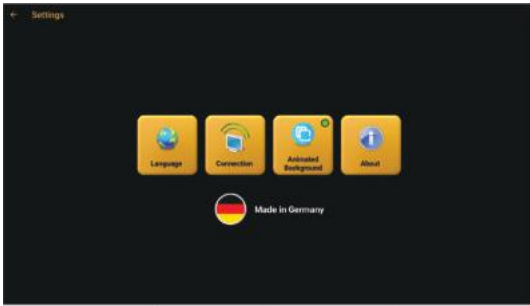 Settings
Language
Connection
Animated
Background
About
Made in Germany